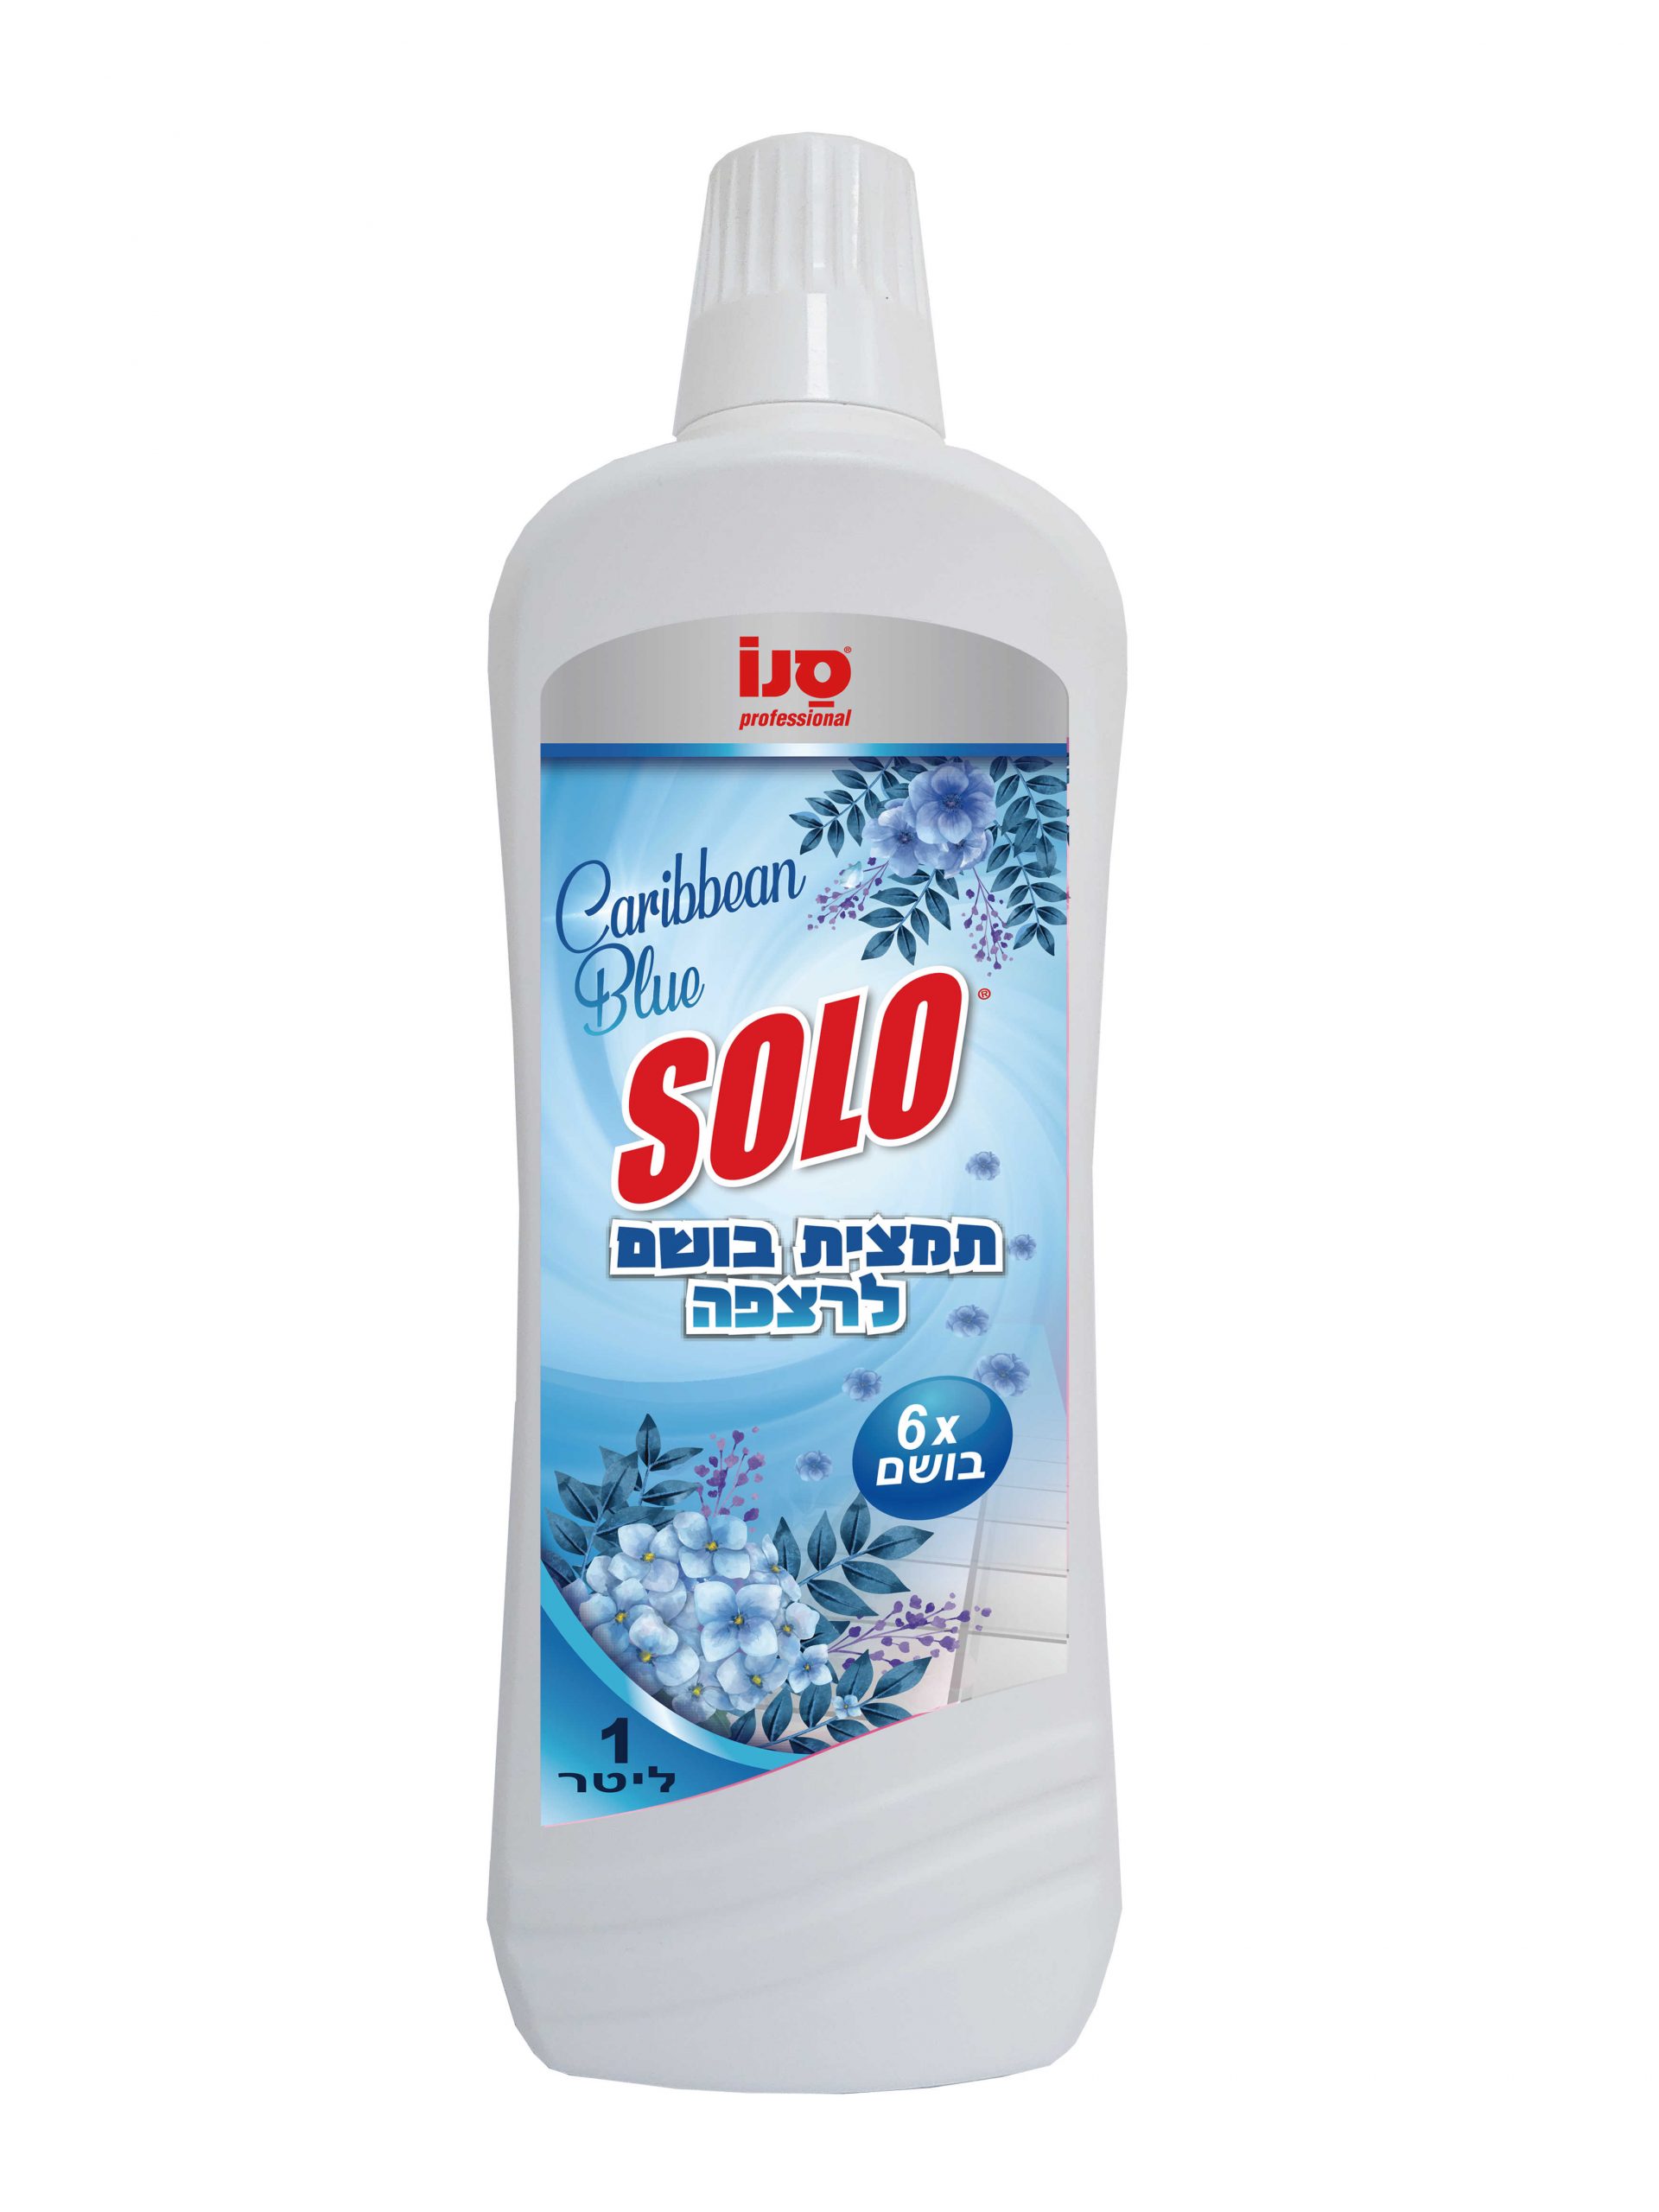 סנו®
professional
Caribbean
Blue
SOLO®
תמצית בושם
לרצפה
6x
בושם
1
ליטר